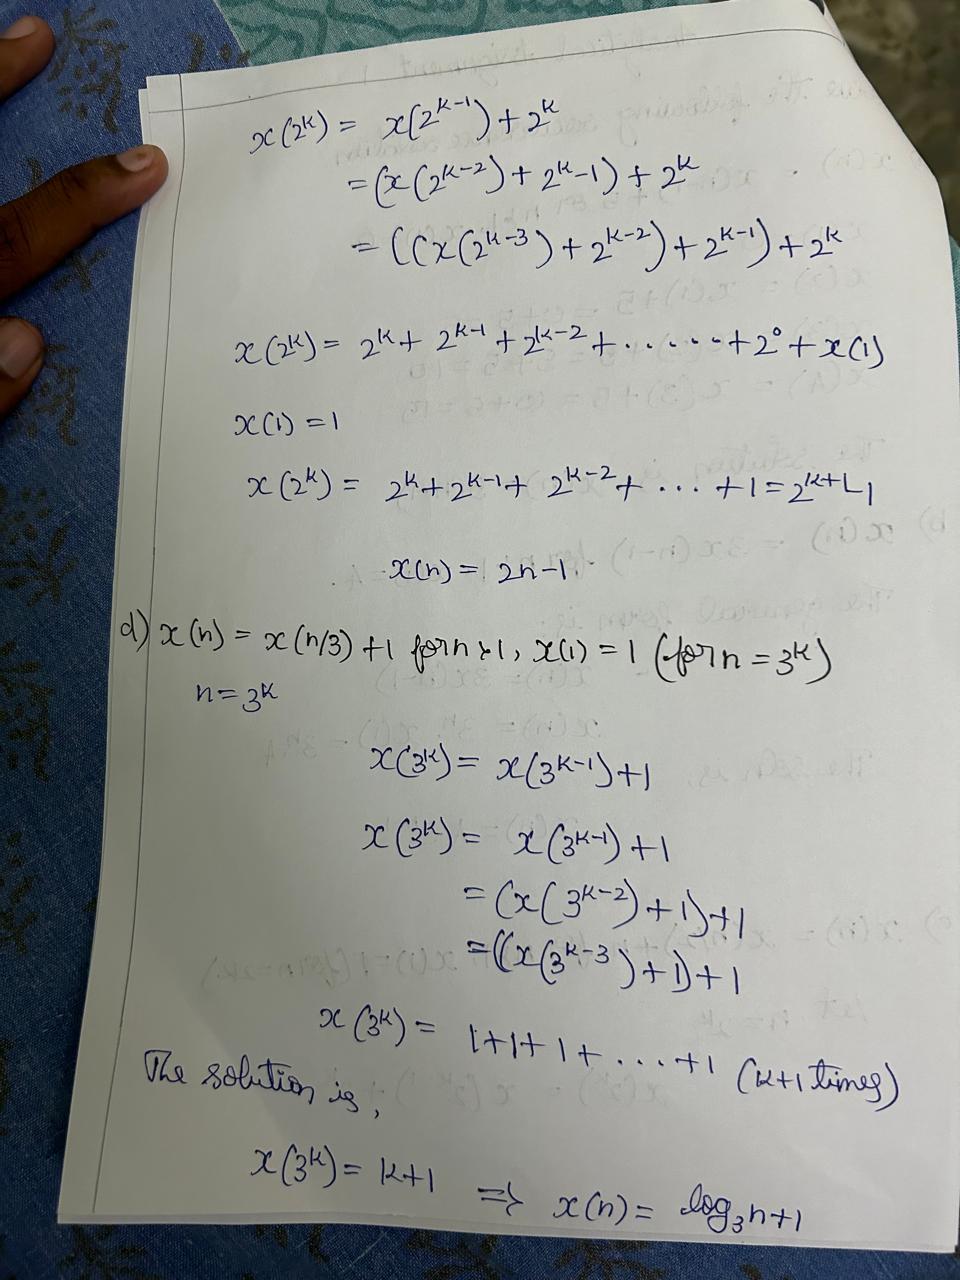 x(2^k) = x(2^{k-1}) + 2^k
= (x(2^{k-2}) + 2^{k-1}) + 2^k
= ((x(2^{k-3}) + 2^{k-2}) + 2^{k-1}) + 2^k
x(2^k) = 2^k + 2^{k-1} + 2^{k-2} + ...... + 2^0 + x(1)
x(1) = 1
x(2^k) = 2^k + 2^{k-1} + 2^{k-2} + ... + 1 = 2^{k+1}-1
x(n) = 2n-1.
d) x(n) = x(n/3) + 1 for n>1, x(1) = 1 (for n = 3^k)
n = 3^k
x(3^k) = x(3^{k-1}) + 1
x(3^k) = x(3^{k-1}) + 1
= (x(3^{k-2}) + 1) + 1
= ((x(3^{k-3}) + 1) + 1
x(3^k) = 1+1+1+...+1 (k+1 times)
The solution is,
x(3^k) = k+1 ⇒ x(n) = log_3 n+1